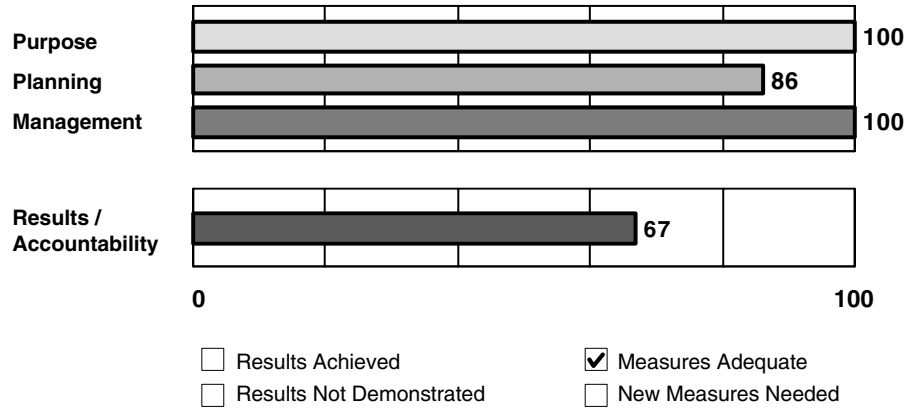 Purpose 100
Planning 86
Management 100
Results /
Accountability 67
0 100
Results Achieved Measures Adequate
Results Not Demonstrated New Measures Needed